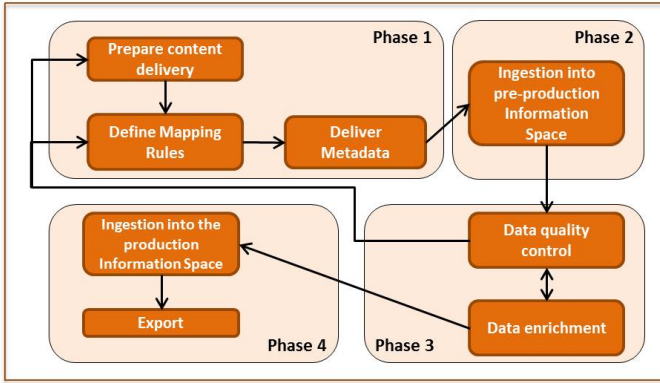 Phase 1
Prepare content
delivery
Define Mapping
Rules
Deliver
Metadata
Phase 2
Ingestion into
pre-production
Information
Space
Data quality
control
Data enrichment
Phase 3
Ingestion into the
production
Information Space
Export
Phase 4